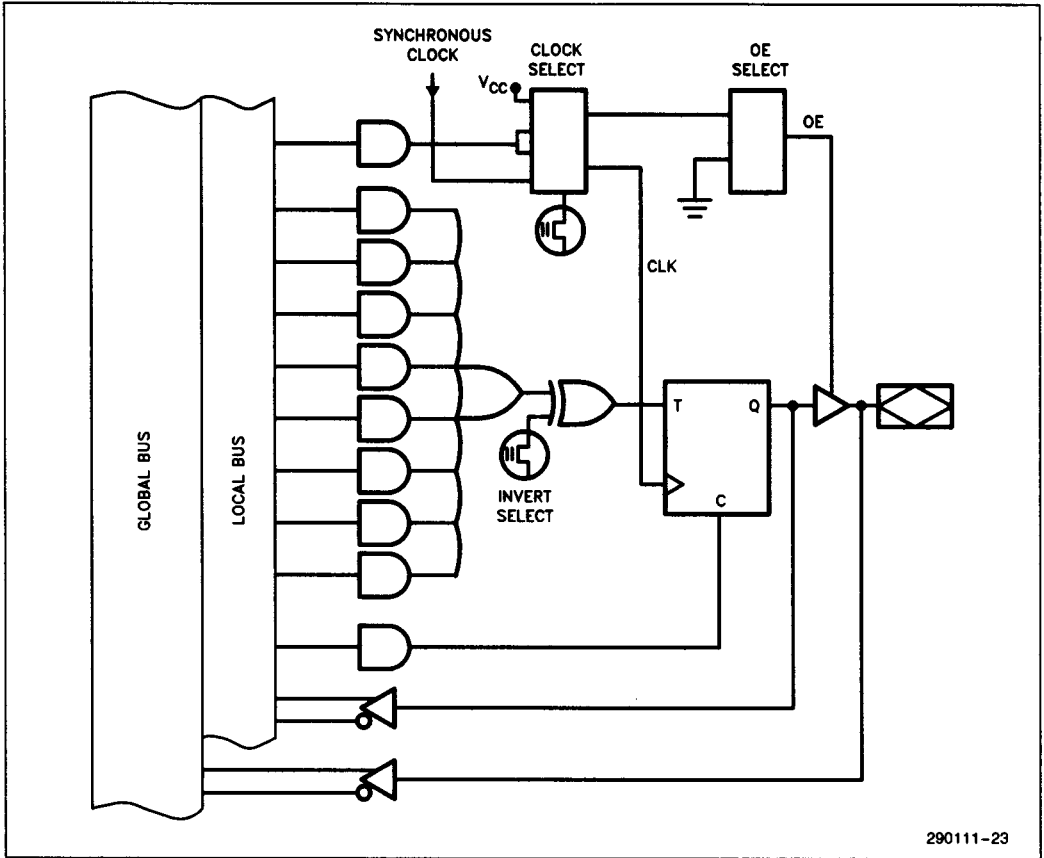 SYNCHRONOUS
CLOCK
CLOCK
SELECT
OE
SELECT
VCC
OE
CLK
GLOBAL BUS
LOCAL BUS
T
Q
C
INVERT
SELECT
290111-23